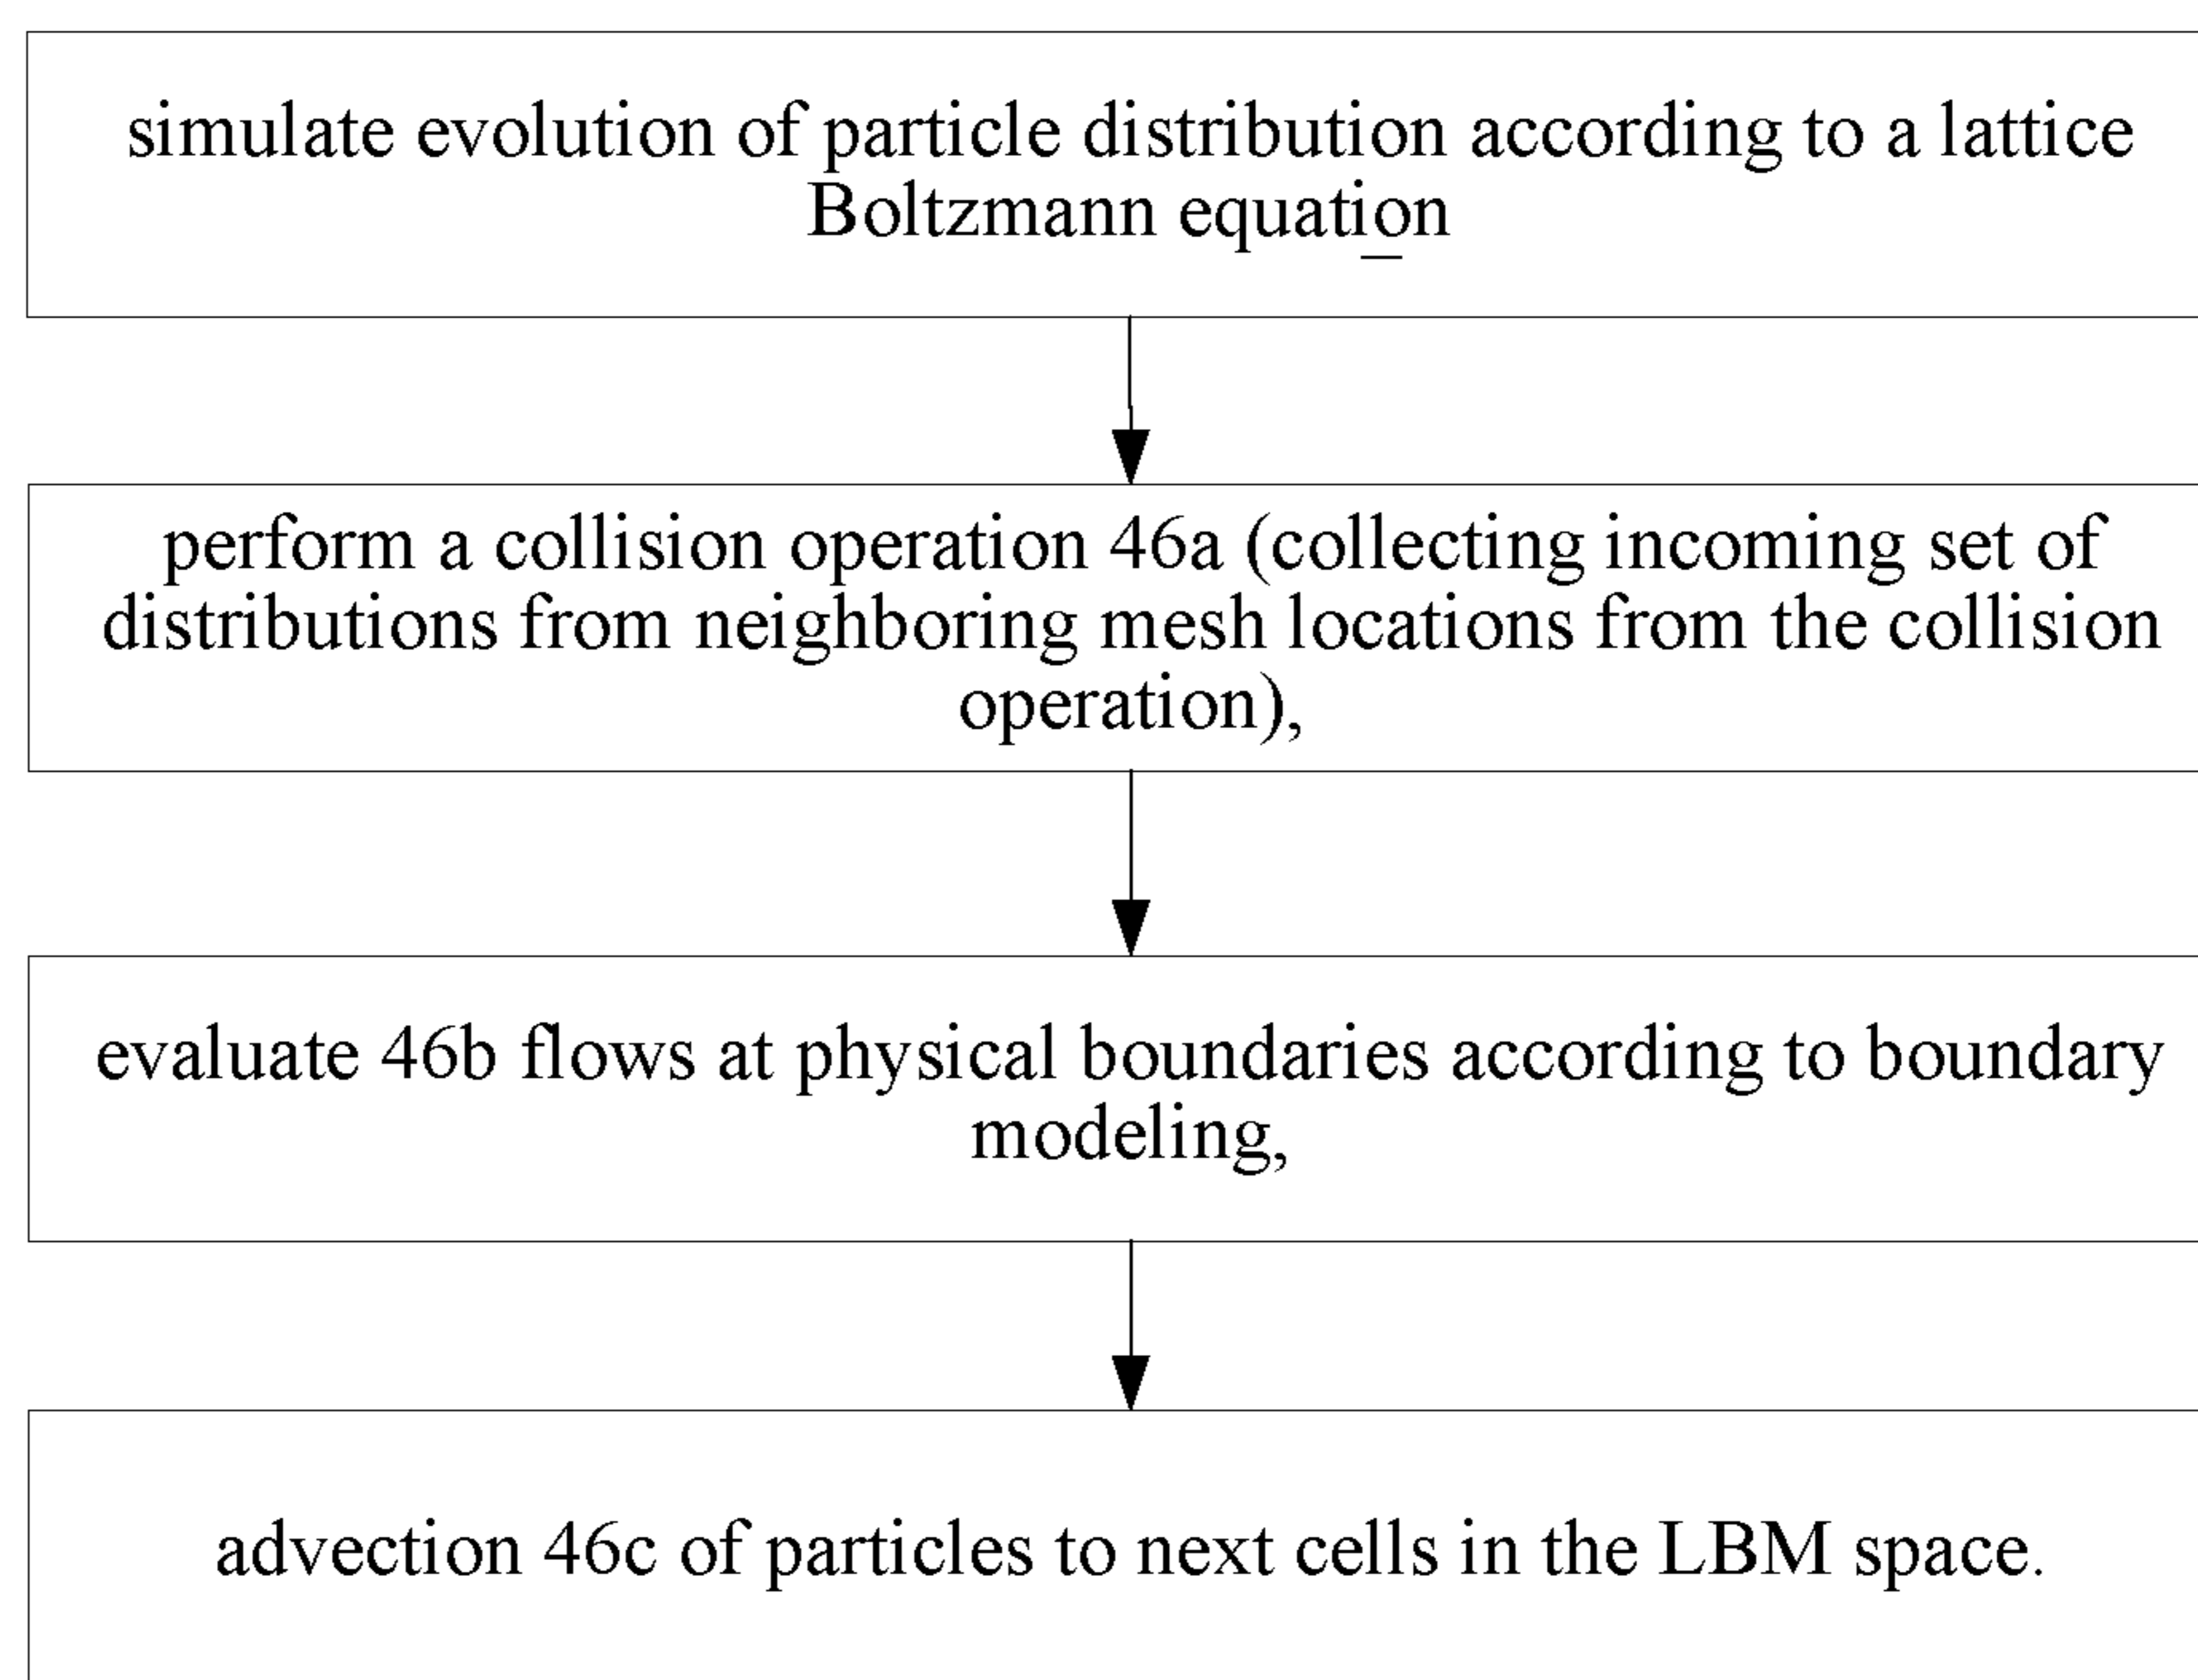 simulate evolution of particle distribution according to a lattice
Boltzmann equation
perform a collision operation 46a (collecting incoming set of
distributions from neighboring mesh locations from the collision
operation),
evaluate 46b flows at physical boundaries according to boundary
modeling,
advection 46c of particles to next cells in the LBM space.